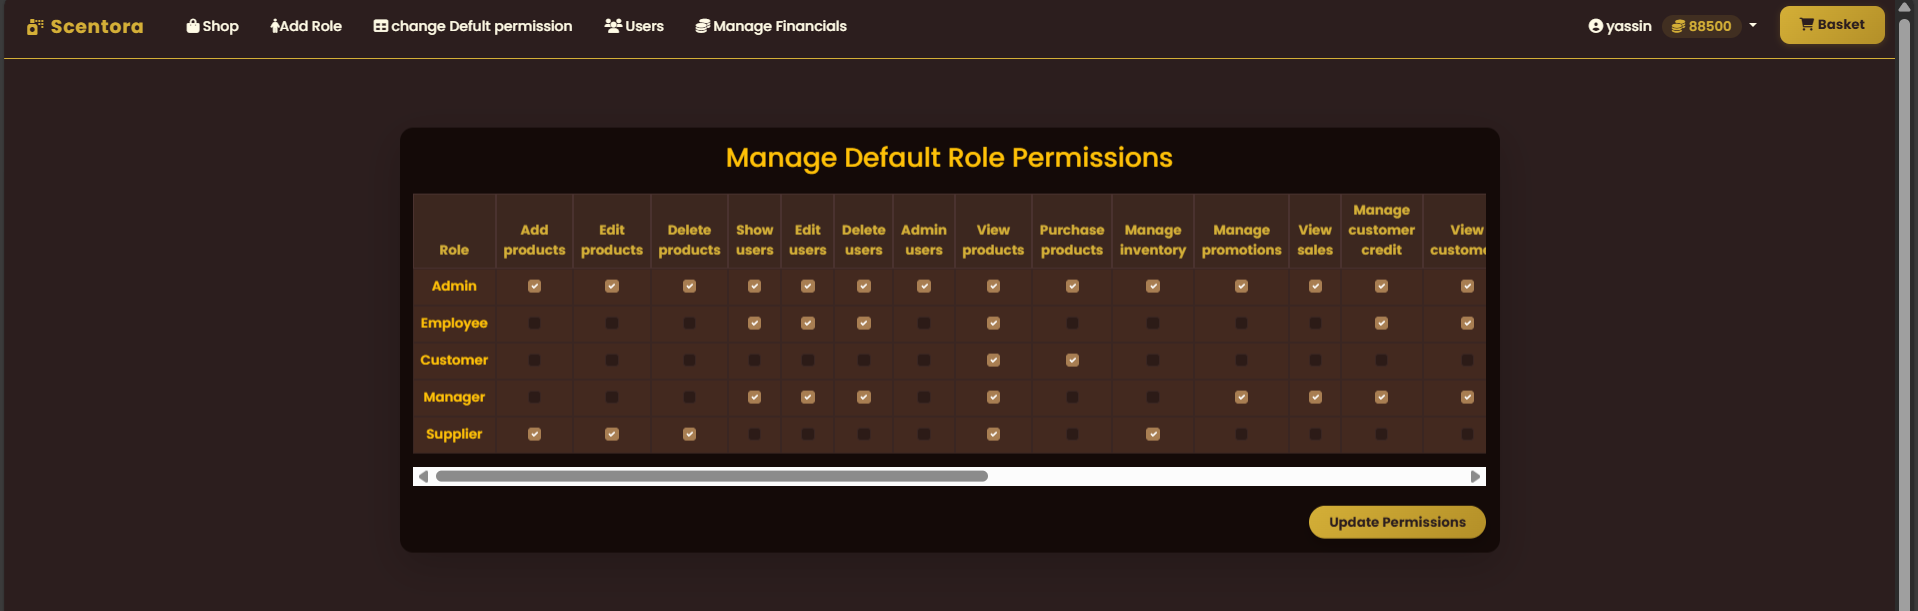 Scentora
Shop
Add Role
change Defult permission
Users
Manage Financials
yassin
88500
Basket
Manage Default Role Permissions
Role
Add products
Edit products
Delete products
Show users
Edit users
Delete users
Admin users
View products
Purchase products
Manage inventory
Manage promotions
View sales
Manage customer credit
View custome
Admin
Employee
Customer
Manager
Supplier
Update Permissions